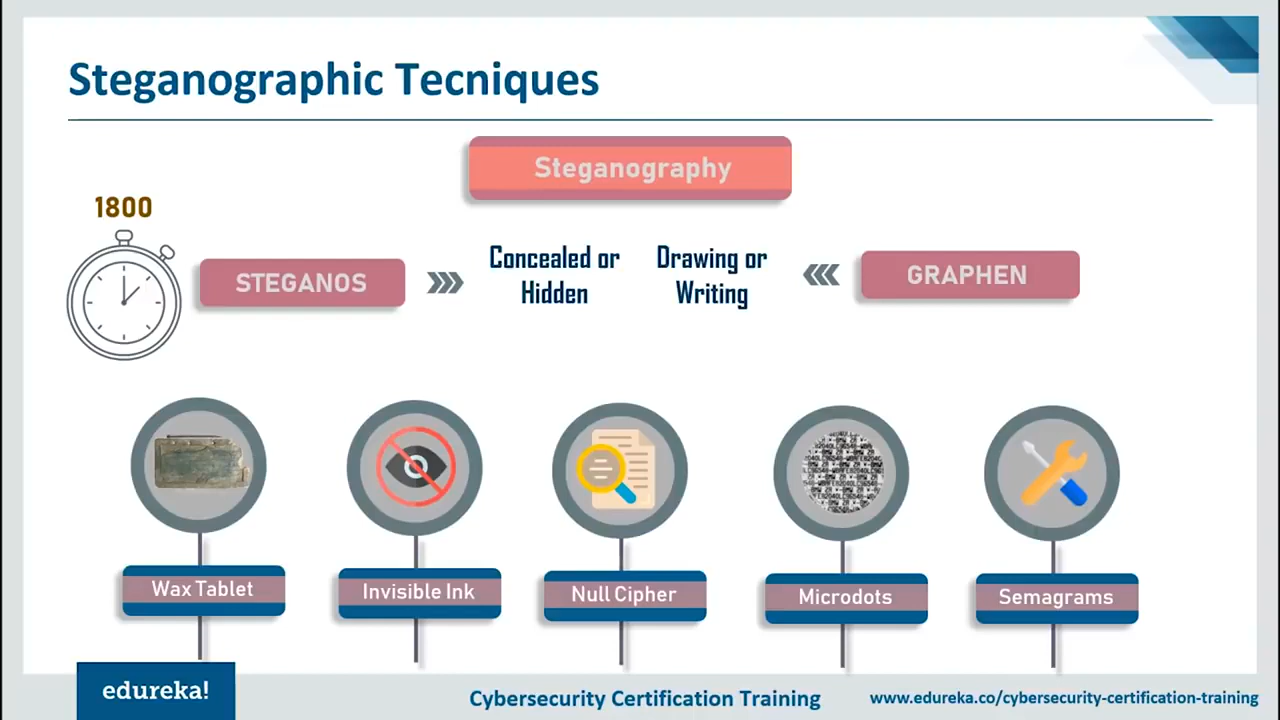 Steganographic Tecniques
Steganography
1800
STEGANOS
Concealed or
Hidden
Drawing or
Writing
GRAPHEN
Wax Tablet
Invisible Ink
Null Cipher
Microdots
Semagrams
edureka!
Cybersecurity Certification Training
www.edureka.co/cybersecurity-certification-training